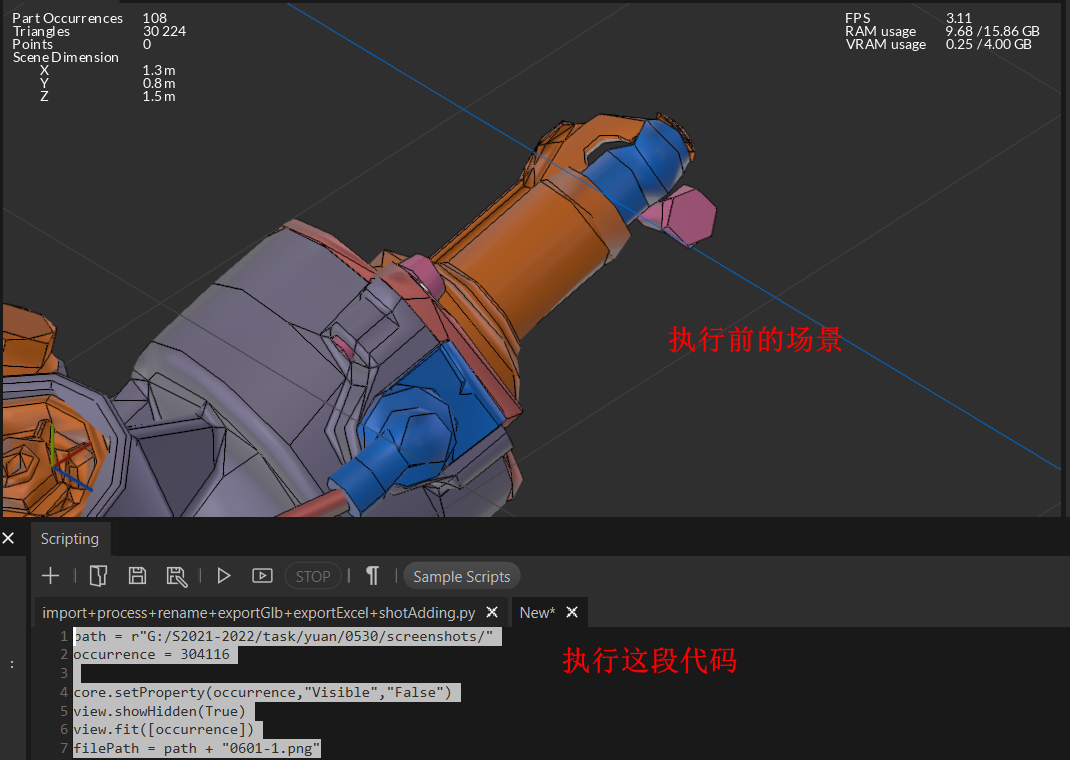 Part Occurrences 108
Triangles 30 224
Points 0
Scene Dimension
X 1.3 m
Y 0.8 m
Z 1.5 m
FPS 3.11
RAM usage 9.68 / 15.86 GB
VRAM usage 0.25 / 4.00 GB
执行前的场景
Scripting
STOP
Sample Scripts
import+process+rename+exportGlb+exportExcel+shotAdding.py
New*
1 path = r"G:/S2021-2022/task/yuan/0530/screenshots/"
2 occurrence = 304116
3
4 core.setProperty(occurrence,"Visible","False")
5 view.showHidden(True)
6 view.fit([occurrence])
7 filePath = path + "0601-1.png"
执行这段代码